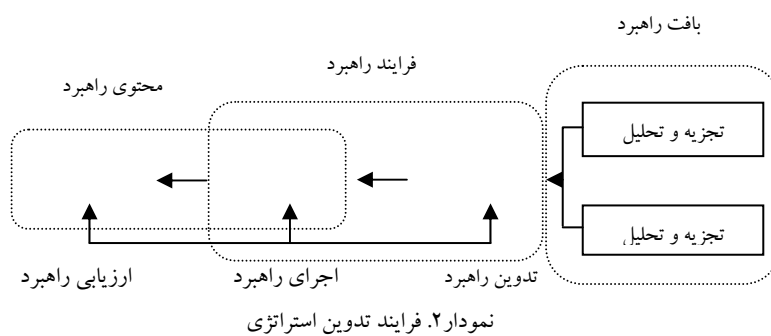 بافت راهبرد
فرایند راهبرد
محتوی راهبرد
تجزیه و تحلیل
تجزیه و تحلیل
تدوین راهبرد
اجرای راهبرد
ارزیابی راهبرد
نمودار۲. فرایند تدوین استراتژی